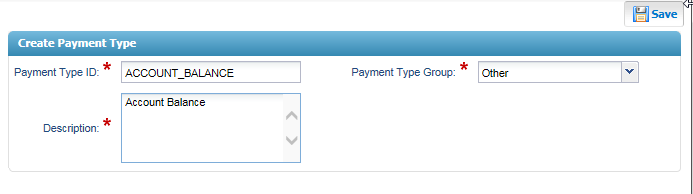 Save
Create Payment Type
Payment Type ID: * ACCOUNT_BALANCE Payment Type Group: * Other
Account Balance
Description: *